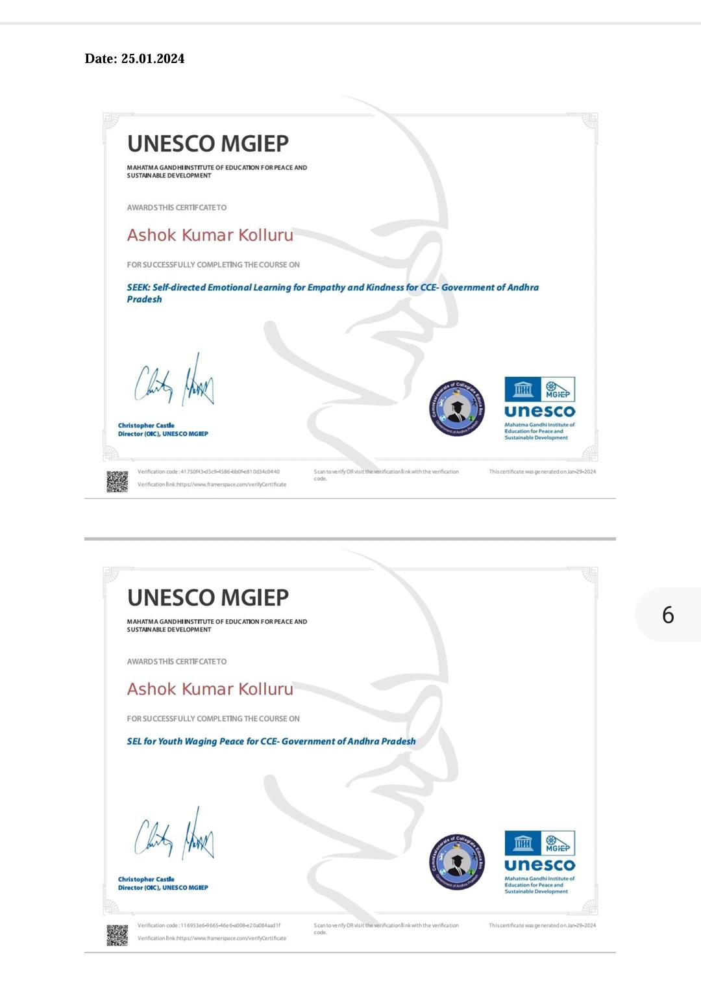 Date: 25.01.2024
UNESCO MGIEP
MAHATMA GANDHI INSTITUTE OF EDUCATION FOR PEACE AND
SUSTAINABLE DEVELOPMENT
AWARDS THIS CERTIFCATE TO
Ashok Kumar Kolluru
FOR SUCCESSFULLY COMPLETING THE COURSE ON
SEEK: Self-directed Emotional Learning for Empathy and Kindness for CCE- Government of Andhra
Pradesh
Christopher Castle
Director (OIC), UNESCO MGIEP
Commissionerate of Collegiate Education
Government of Andhra Pradesh
MGIEP
unesco
Mahatma Gandhi Institute of
Education for Peace and
Sustainable Development
Verification code : 41750f43-d5c9-4586-bb0f-e810d34c0440
Verification link:https://www.framerspace.com/verifyCertificate
Scan to verify OR visit the verification link with the verification
code.
This certificate was generated on Jan-29-2024
UNESCO MGIEP
MAHATMA GANDHI INSTITUTE OF EDUCATION FOR PEACE AND
SUSTAINABLE DEVELOPMENT
AWARDS THIS CERTIFCATE TO
Ashok Kumar Kolluru
FOR SUCCESSFULLY COMPLETING THE COURSE ON
SEL for Youth Waging Peace for CCE- Government of Andhra Pradesh
Christopher Castle
Director (OIC), UNESCO MGIEP
Commissionerate of Collegiate Education
Government of Andhra Pradesh
MGIEP
unesco
Mahatma Gandhi Institute of
Education for Peace and
Sustainable Development
Verification code : 116953e6-9665-46e6-a008-e20a084aad1f
Verification link:https://www.framerspace.com/verifyCertificate
Scan to verify OR visit the verification link with the verification
code.
This certificate was generated on Jan-29-2024
6